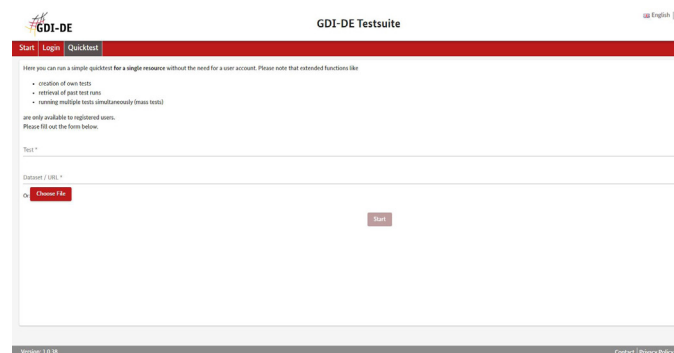 GDI-DE
GDI-DE Testsuite
English
Start Login Quicktest
Here you can run a simple quicktest for a single resource without the need for a user account. Please note that extended functions like
• creation of own tests
• retrieval of past test runs
• running multiple tests simultaneously (mass tests)
are only available to registered users.
Please fill out the form below.
Test *
Dataset / URL *
Or Choose File
Start
Version: 1.0.38
Contact Privacy Policy